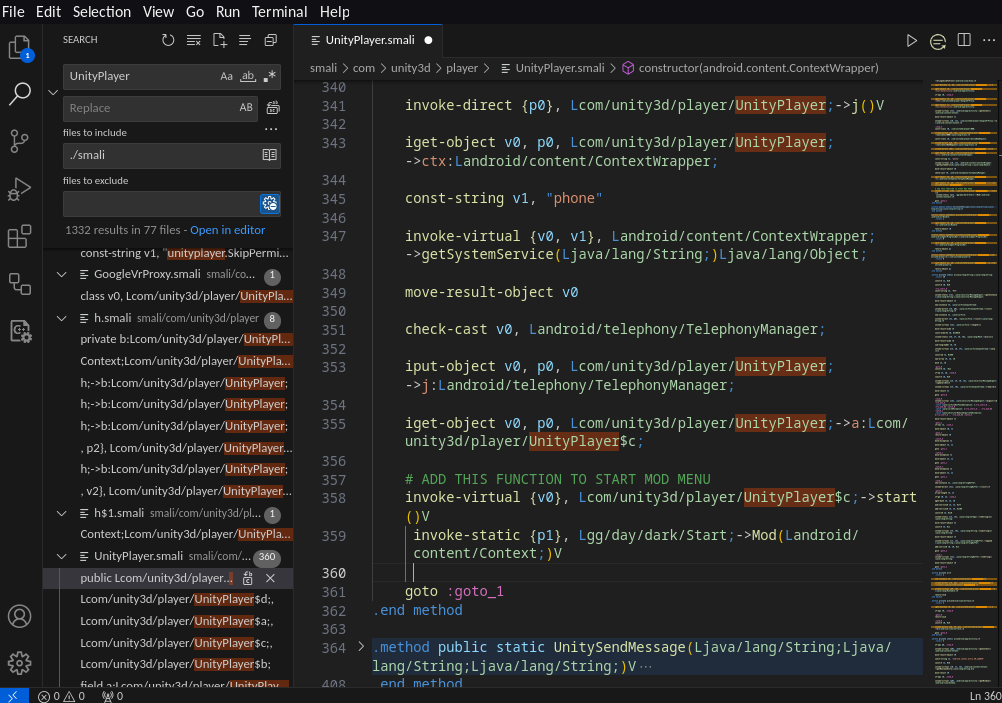 File Edit Selection View Go Run Terminal Help
SEARCH
UnityPlayer Aa ab .*
Replace AB
files to include
./smali
files to exclude
1332 results in 77 files - Open in editor
const-string v1, "unityplayer.SkipPermi...
GoogleVrProxy.smali smali/co... 1
class v0, Lcom/unity3d/player/UnityPla...
h.smali smali/com/unity3d/player 8
private b:Lcom/unity3d/player/UnityPl...
Context;Lcom/unity3d/player/UnityPla...
h;->b:Lcom/unity3d/player/UnityPlayer;
h;->b:Lcom/unity3d/player/UnityPlayer;
h;->b:Lcom/unity3d/player/UnityPlayer;
, p2}, Lcom/unity3d/player/UnityPlayer...
h;->b:Lcom/unity3d/player/UnityPlayer;
, v2}, Lcom/unity3d/player/UnityPlayer...
h$1.smali smali/com/unity3d/pl... 1
Context;Lcom/unity3d/player/UnityPla...
UnityPlayer.smali smali/com/... 360
public Lcom/unity3d/player...
Lcom/unity3d/player/UnityPlayer$d;,
Lcom/unity3d/player/UnityPlayer$a;,
Lcom/unity3d/player/UnityPlayer$c;,
Lcom/unity3d/player/UnityPlayer$b;
field a:Lcom/unity3d/player/UnityPlay...
1
UnityPlayer.smali
smali > com > unity3d > player > UnityPlayer.smali > constructor(android.content.ContextWrapper)
340
341 invoke-direct {p0}, Lcom/unity3d/player/UnityPlayer;->j()V
342
343 iget-object v0, p0, Lcom/unity3d/player/UnityPlayer;
->ctx:Landroid/content/ContextWrapper;
344
345 const-string v1, "phone"
346
347 invoke-virtual {v0, v1}, Landroid/content/ContextWrapper;
->getSystemService(Ljava/lang/String;)Ljava/lang/Object;
348
349 move-result-object v0
350
351 check-cast v0, Landroid/telephony/TelephonyManager;
352
353 iput-object v0, p0, Lcom/unity3d/player/UnityPlayer;
->j:Landroid/telephony/TelephonyManager;
354
355 iget-object v0, p0, Lcom/unity3d/player/UnityPlayer;->a:Lcom/
unity3d/player/UnityPlayer$c;
356
357 # ADD THIS FUNCTION TO START MOD MENU
358 invoke-virtual {v0}, Lcom/unity3d/player/UnityPlayer$c;->start
()V
359 invoke-static {p1}, Lgg/day/dark/Start;->Mod(Landroid/
content/Context;)V
360
361 goto :goto_1
362 .end method
363
364 .method public static UnitySendMessage(Ljava/lang/String;Ljava/
lang/String;Ljava/lang/String;)V ...
408 .end method
0 0 0 Ln 360